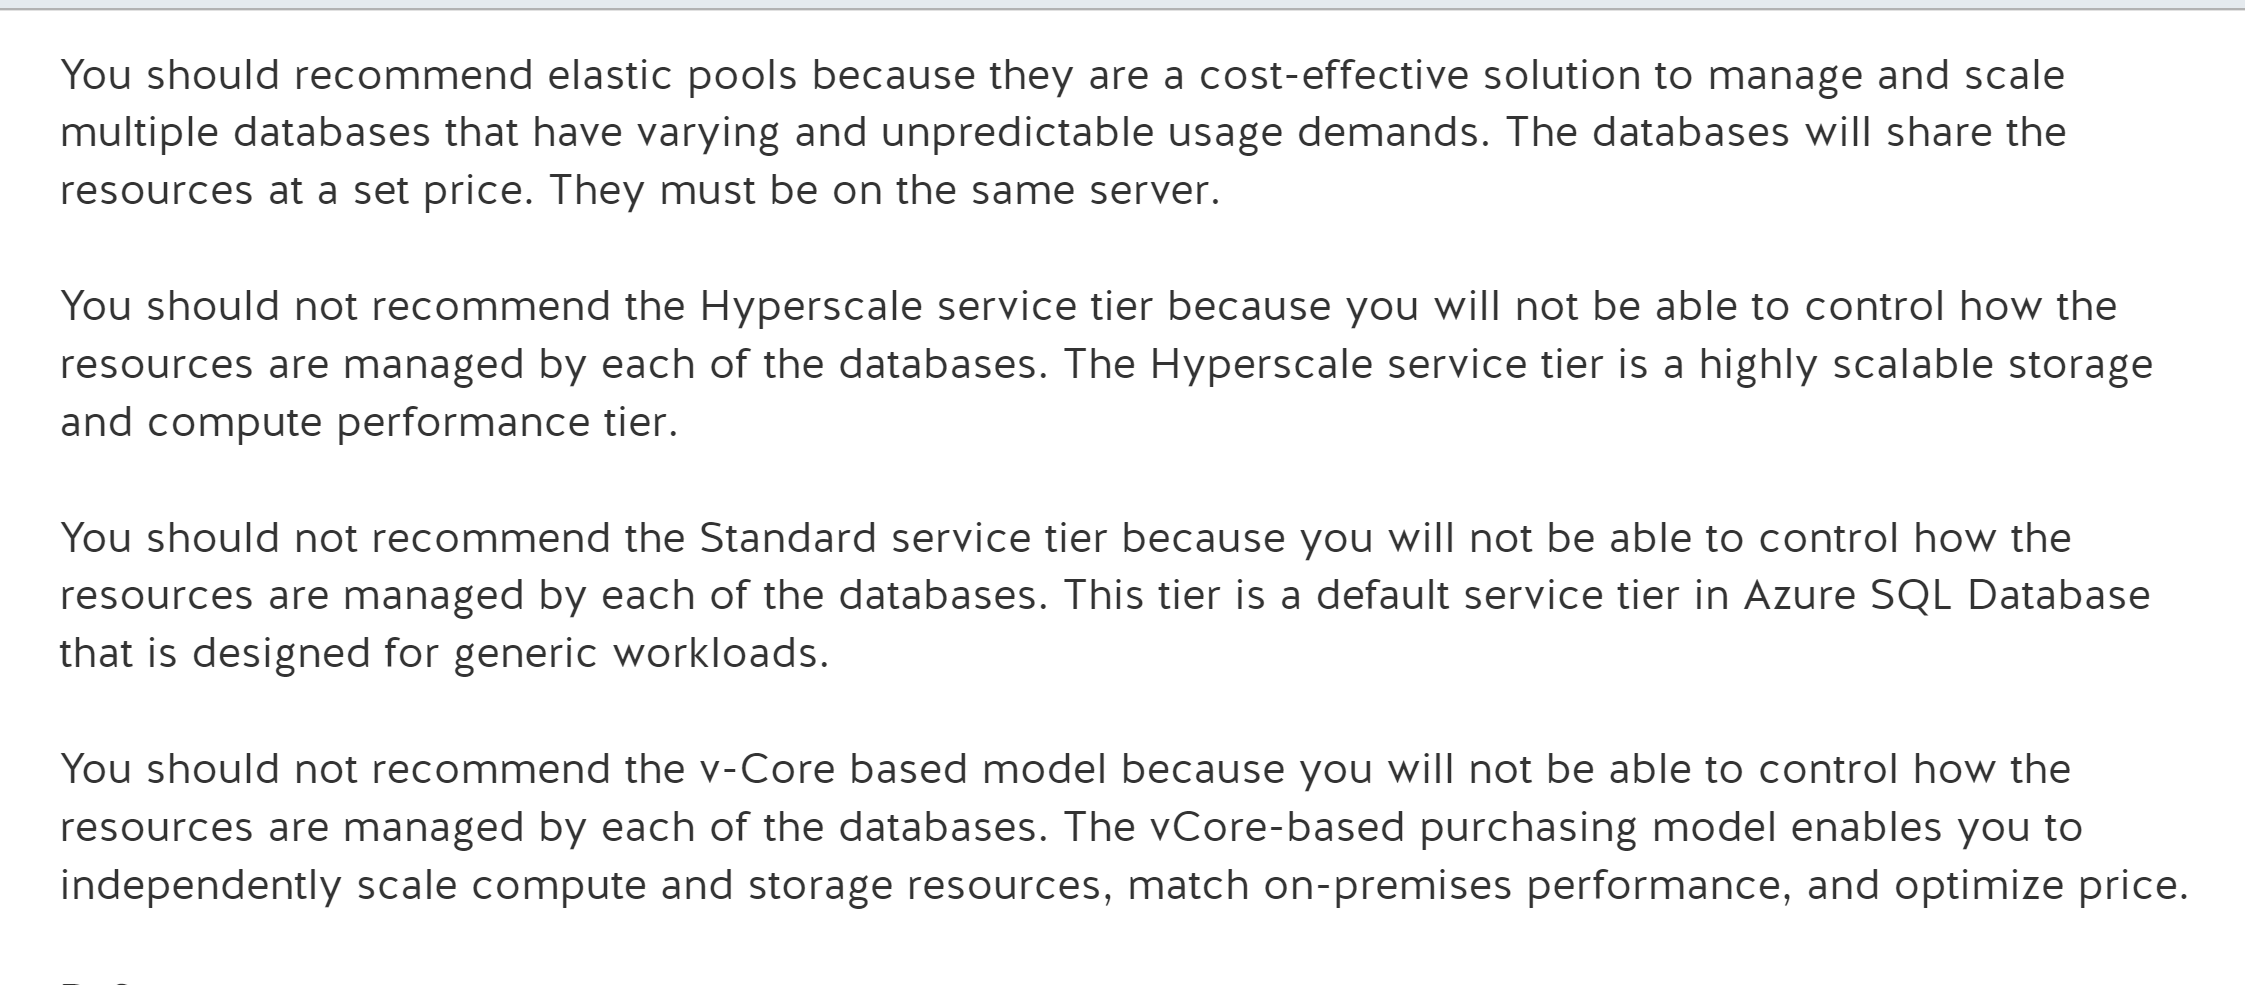 You should recommend elastic pools because they are a cost-effective solution to manage and scale
multiple databases that have varying and unpredictable usage demands. The databases will share the
resources at a set price. They must be on the same server.
You should not recommend the Hyperscale service tier because you will not be able to control how the
resources are managed by each of the databases. The Hyperscale service tier is a highly scalable storage
and compute performance tier.
You should not recommend the Standard service tier because you will not be able to control how the
resources are managed by each of the databases. This tier is a default service tier in Azure SQL Database
that is designed for generic workloads.
You should not recommend the v-Core based model because you will not be able to control how the
resources are managed by each of the databases. The vCore-based purchasing model enables you to
independently scale compute and storage resources, match on-premises performance, and optimize price.